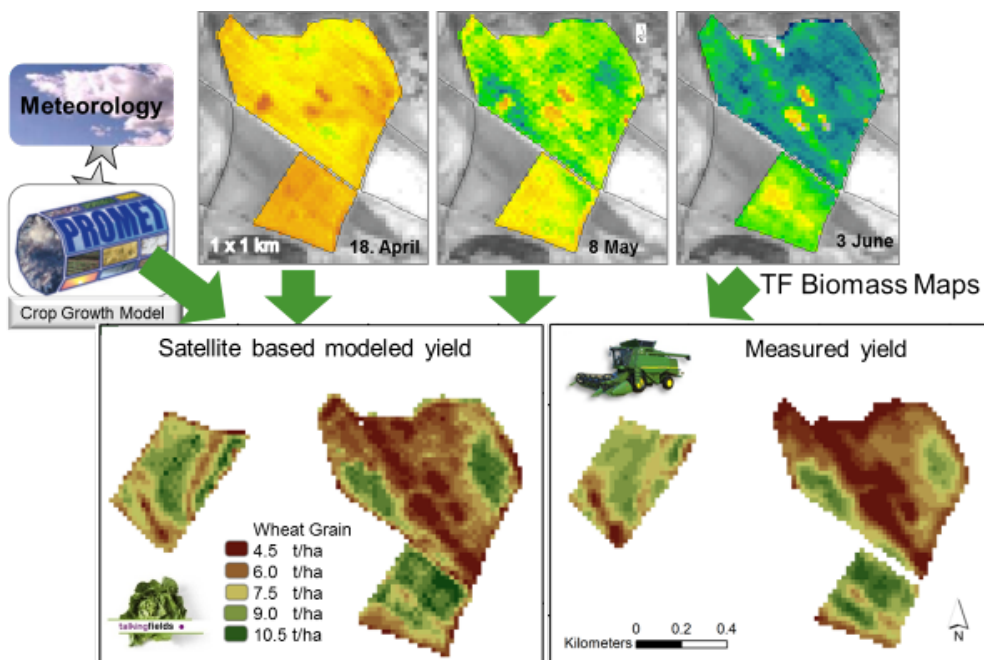 Meteorology
PROMET
Crop Growth Model
1 x 1 km
18. April
8 May
3 June
TF Biomass Maps
Satellite based modeled yield
Wheat Grain
4.5 t/ha
6.0 t/ha
7.5 t/ha
9.0 t/ha
10.5 t/ha
talkingfields
Measured yield
Kilometers
0 0.2 0.4
N